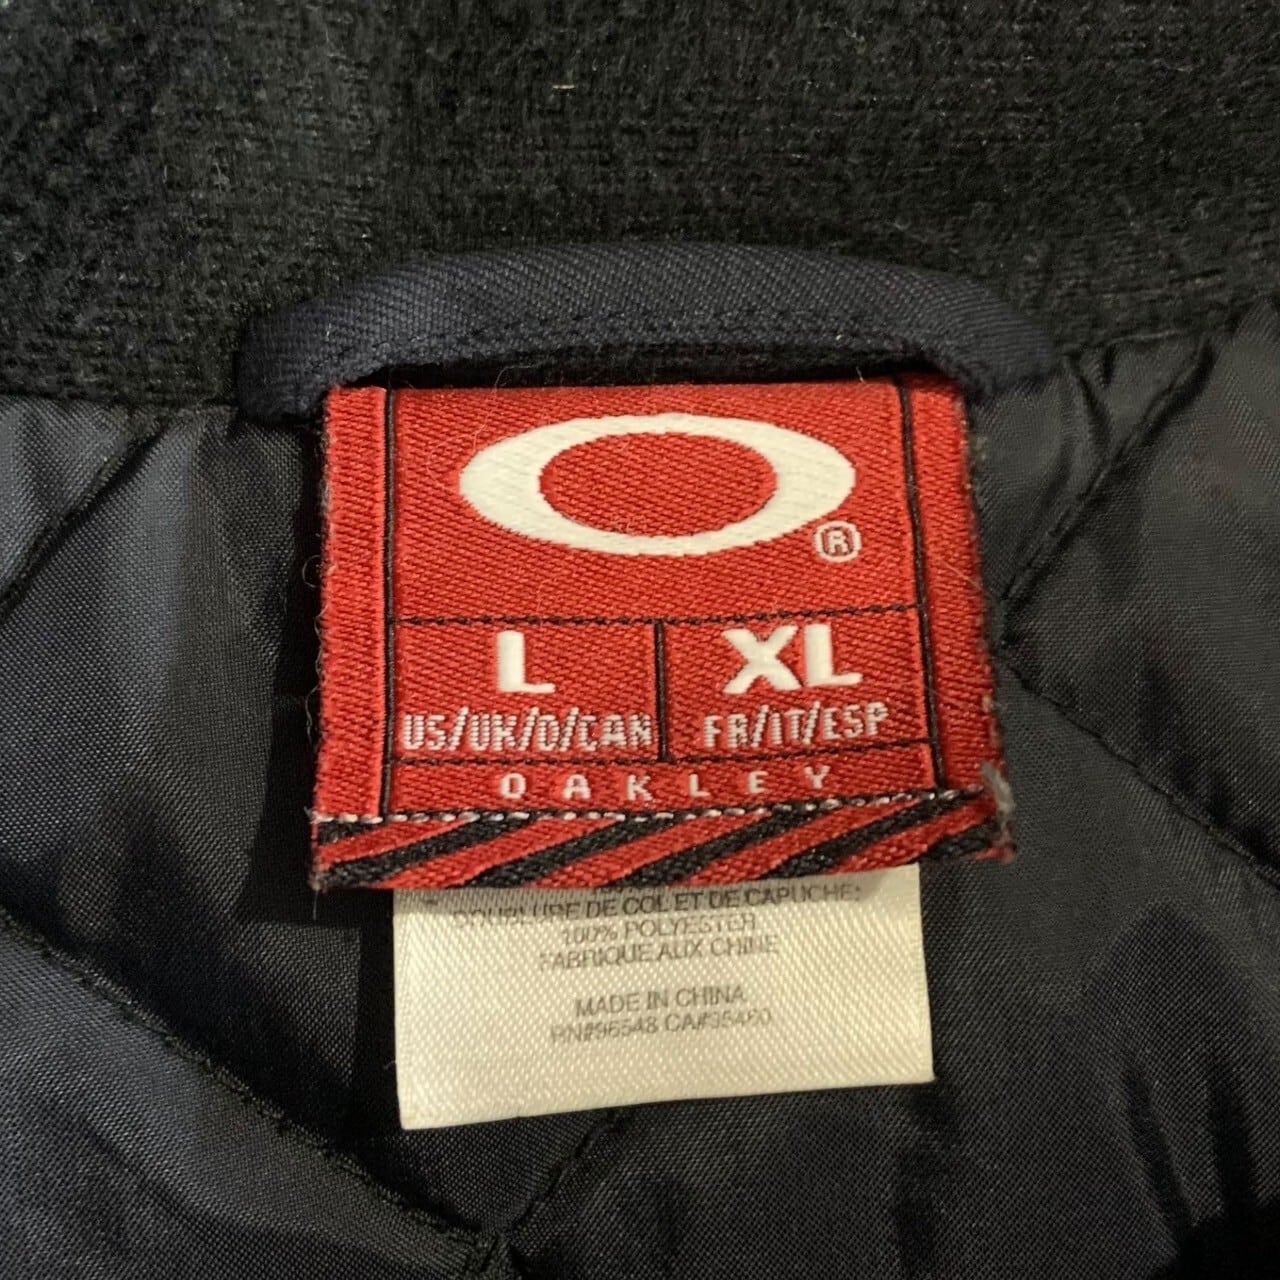 ®
L XL
US/UK/D/CAN FR/IT/ESP
OAKLEY
DOUBLURE DE COL ET DE CAPUCHE:
100% POLYESTER
FABRIQUE AUX CHINE
MADE IN CHINA
RN#96548 CA#35460